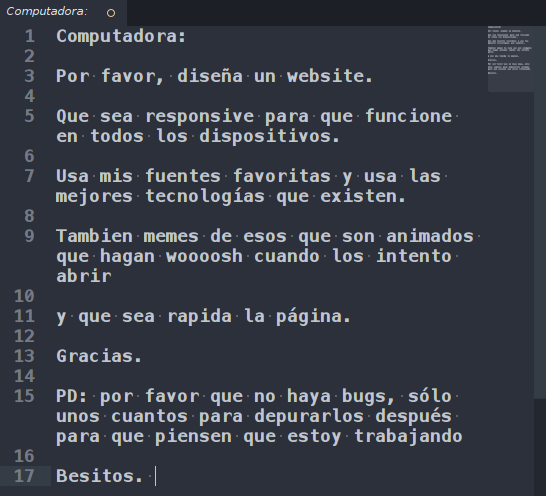 Computadora:
1 Computadora:
2
3 Por favor, diseña un website.
4
5 Que sea responsive para que funcione
en todos los dispositivos.
6
7 Usa mis fuentes favoritas y usa las
mejores tecnologías que existen.
8
9 Tambien memes de esos que son animados
que hagan woooosh cuando los intento
abrir
10
11 y que sea rapida la página.
12
13 Gracias.
14
15 PD: por favor que no haya bugs, sólo
unos cuantos para depurarlos después
para que piensen que estoy trabajando
16
17 Besitos.